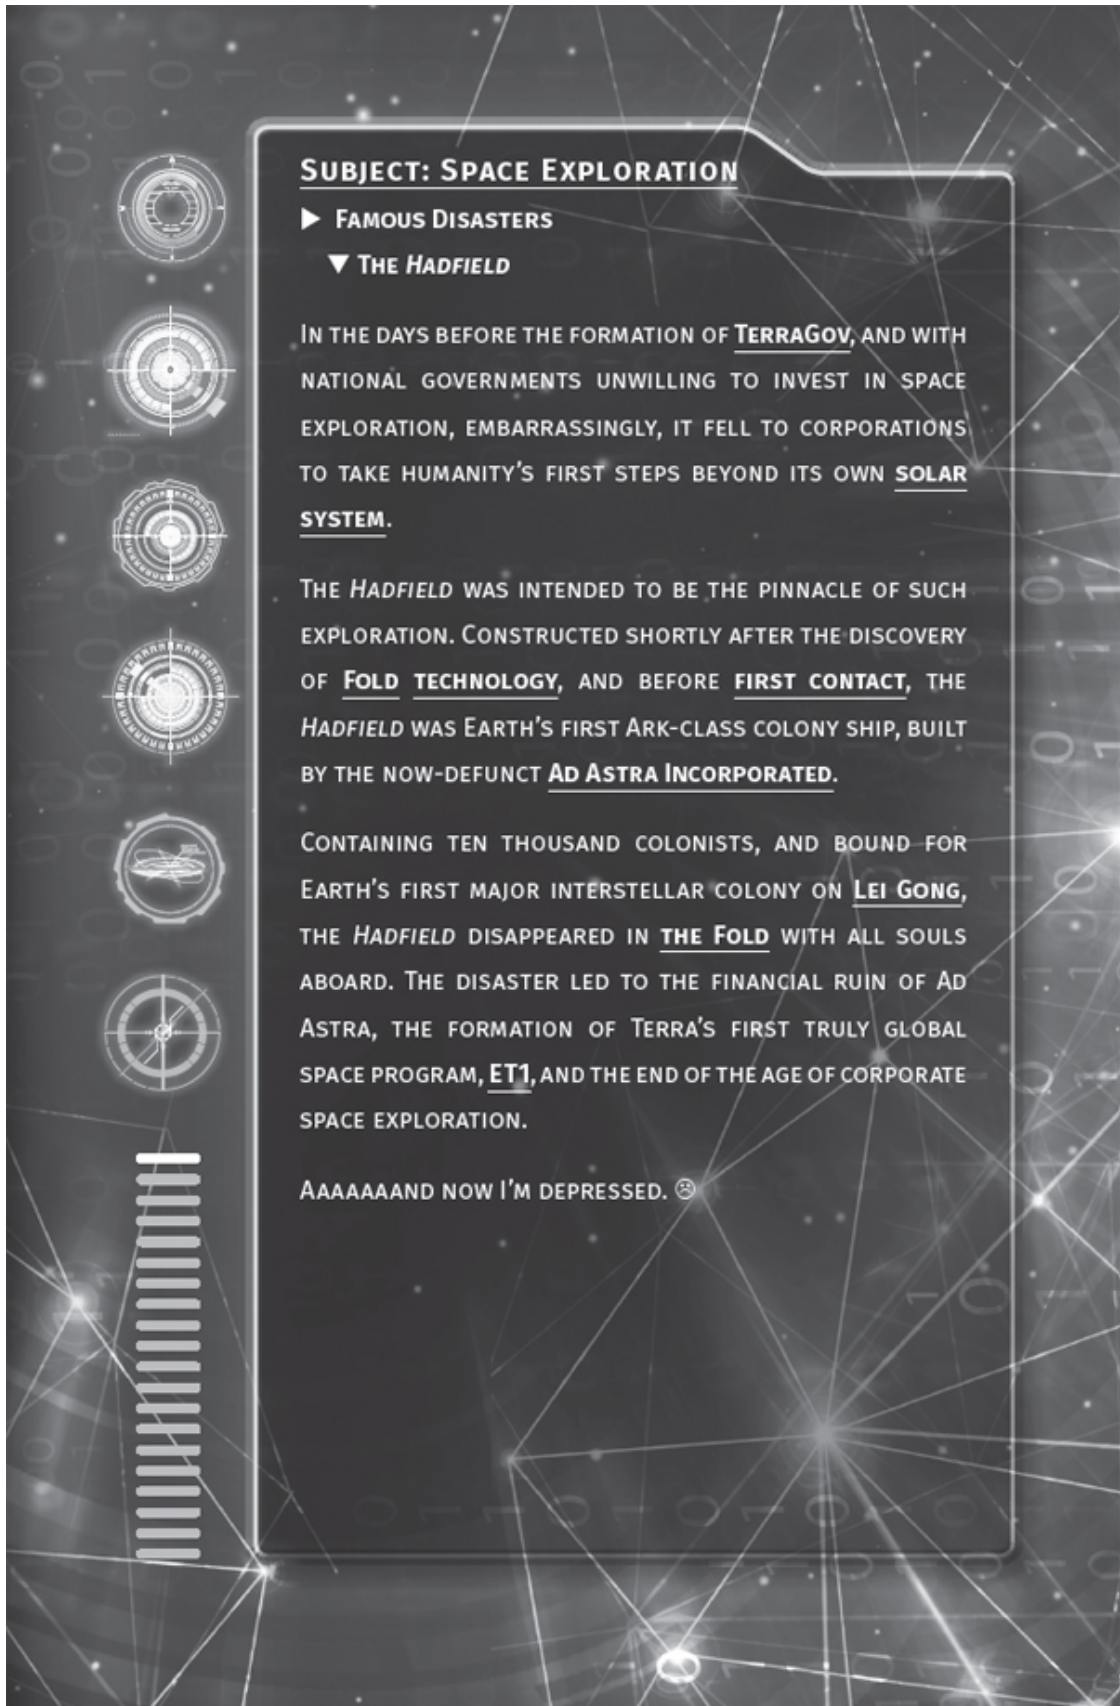 Subject: Space Exploration
▶ Famous Disasters
▼ The Hadfield
In the days before the formation of TerraGov, and with
national governments unwilling to invest in space
exploration, embarrassingly, it fell to corporations
to take humanity’s first steps beyond its own solar
system.
The Hadfield was intended to be the pinnacle of such
exploration. Constructed shortly after the discovery
of Fold technology, and before first contact, the
Hadfield was Earth’s first Ark-class colony ship, built
by the now-defunct Ad Astra Incorporated.
Containing ten thousand colonists, and bound for
Earth’s first major interstellar colony on Lei Gong,
the Hadfield disappeared in the Fold with all souls
aboard. The disaster led to the financial ruin of Ad
Astra, the formation of Terra’s first truly global
space program, ET1, and the end of the age of corporate
space exploration.
Aaaaaaand now I’m depressed. ☹